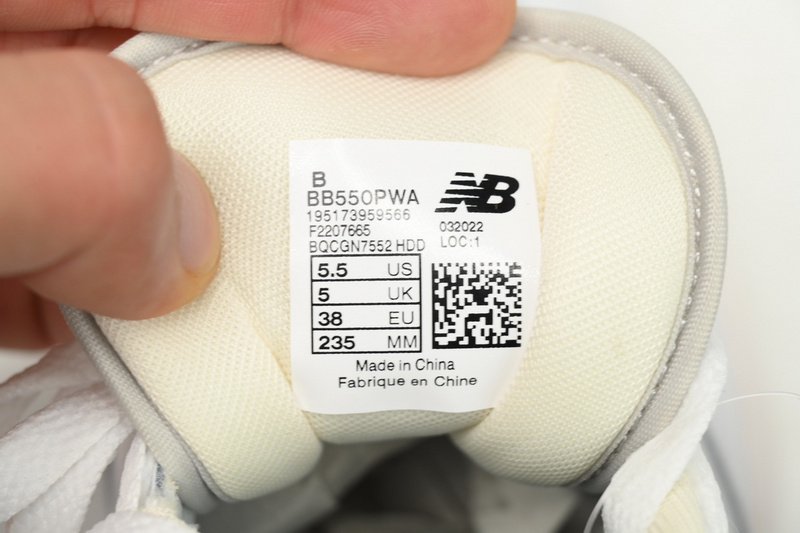 B
BB550PWA
195173959566
F2207665
BQCGN7552 HDD
NB
032022
LOC:1
5.5 US
5 UK
38 EU
235 MM
Made in China
Fabrique en Chine